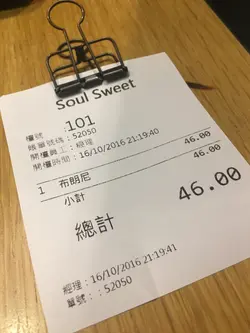 Soul Sweet
檯號 :101
賬單號碼:52050
開檯員工:經理
開檯時間:16/10/2016 21:19:40
1 布朗尼 46.00
小計 46.00
總計 46.00
經理:16/10/2016 21:19:41
單號::52050